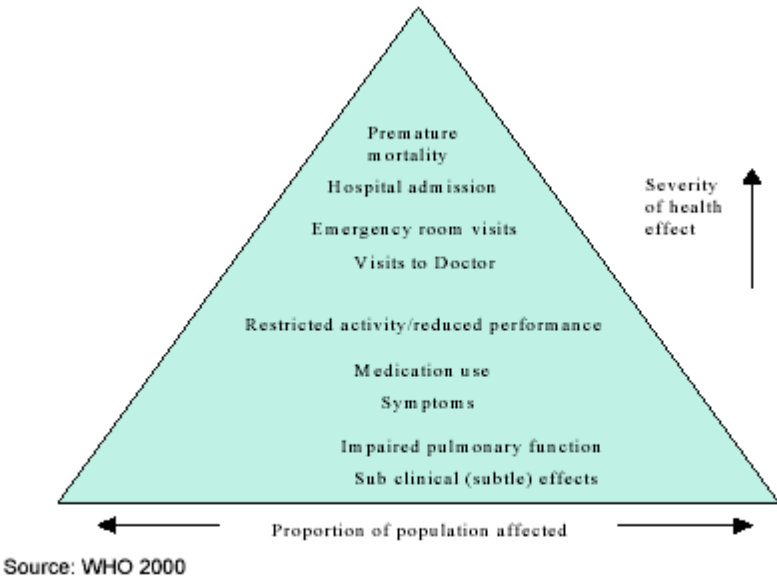 Premature
mortality
Hospital admission
Severity
of health
effect
Emergency room visits
Visits to Doctor
Restricted activity/reduced performance
Medication use
Symptoms
Impaired pulmonary function
Sub clinical (subtle) effects
Proportion of population affected
Source: WHO 2000